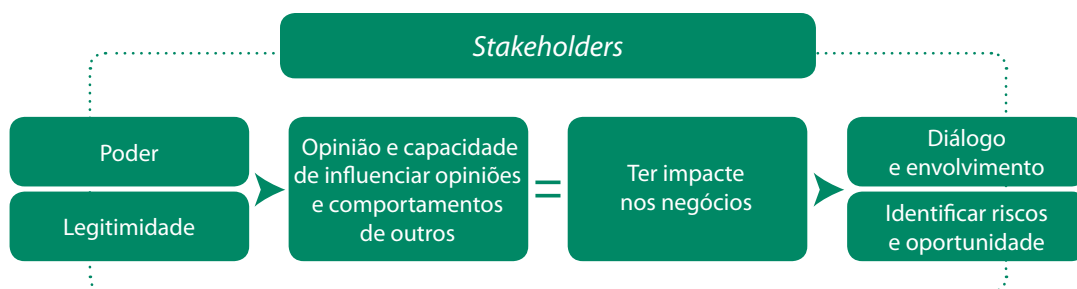 Stakeholders
Poder
Legitimidade
Opinião e capacidade
de influenciar opiniões
e comportamentos
de outros
=
Ter impacte
nos negócios
Diálogo
e envolvimento
Identificar riscos
e oportunidade